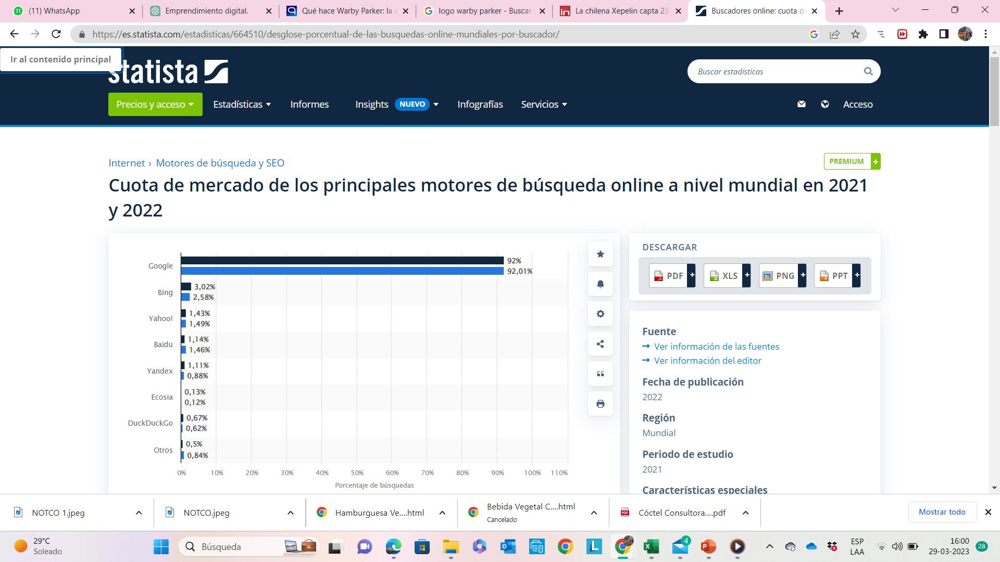 (11) WhatsApp
Emprendimiento digital.
Qué hace Warby Parker: la e
logo warby parker - Buscar
La chilena Xepelin capta 23
Buscadores online: cuota de
https://es.statista.com/estadisticas/664510/desglose-porcentual-de-las-busquedas-online-mundiales-por-buscador/
Ir al contenido principal
statista
Buscar estadísticas
Precios y acceso
Estadísticas
Informes
Insights
NUEVO
Infografías
Servicios
Acceso
Internet › Motores de búsqueda y SEO
PREMIUM +
Cuota de mercado de los principales motores de búsqueda online a nivel mundial en 2021
y 2022
Google
92%
92,01%
Bing
3,02%
2,58%
Yahoo!
1,43%
1,49%
Baidu
1,14%
1,46%
Yandex
1,11%
0,88%
Ecosia
0,13%
0,12%
DuckDuckGo
0,67%
0,62%
Otros
0,5%
0,84%
0% 10% 20% 30% 40% 50% 60% 70% 80% 90% 100% 110%
Porcentaje de búsquedas
DESCARGAR
PDF +
XLS +
PNG +
PPT +
Fuente
Ver información de las fuentes
Ver información del editor
Fecha de publicación
2022
Región
Mundial
Periodo de estudio
2021
Características especiales
NOTCO 1.jpeg
NOTCO.jpeg
Hamburguesa Ve....html
Bebida Vegetal C....html
Cancelado
Cóctel Consultora....pdf
Mostrar todo
29°C
Soleado
Búsqueda
4
ESP
LAA
16:00
29-03-2023
28